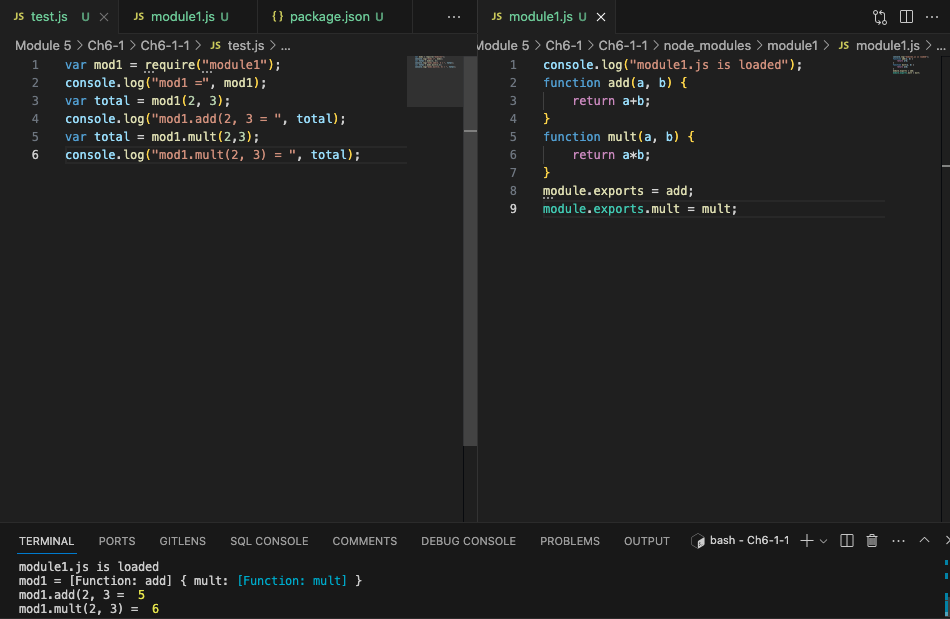 JS test.js U JS module1.js U {} package.json U ... JS module1.js U
Module 5 > Ch6-1 > Ch6-1-1 > JS test.js > ...
1 var mod1 = require("module1");
2 console.log("mod1 =", mod1);
3 var total = mod1(2, 3);
4 console.log("mod1.add(2, 3 = ", total);
5 var total = mod1.mult(2,3);
6 console.log("mod1.mult(2, 3) = ", total);
Module 5 > Ch6-1 > Ch6-1-1 > node_modules > module1 > JS module1.js > ...
1 console.log("module1.js is loaded");
2 function add(a, b) {
3 return a+b;
4 }
5 function mult(a, b) {
6 return a*b;
7 }
8 module.exports = add;
9 module.exports.mult = mult;
TERMINAL PORTS GITLENS SQL CONSOLE COMMENTS DEBUG CONSOLE PROBLEMS OUTPUT bash - Ch6-1-1
module1.js is loaded
mod1 = [Function: add] { mult: [Function: mult] }
mod1.add(2, 3 =  5
mod1.mult(2, 3) =  6